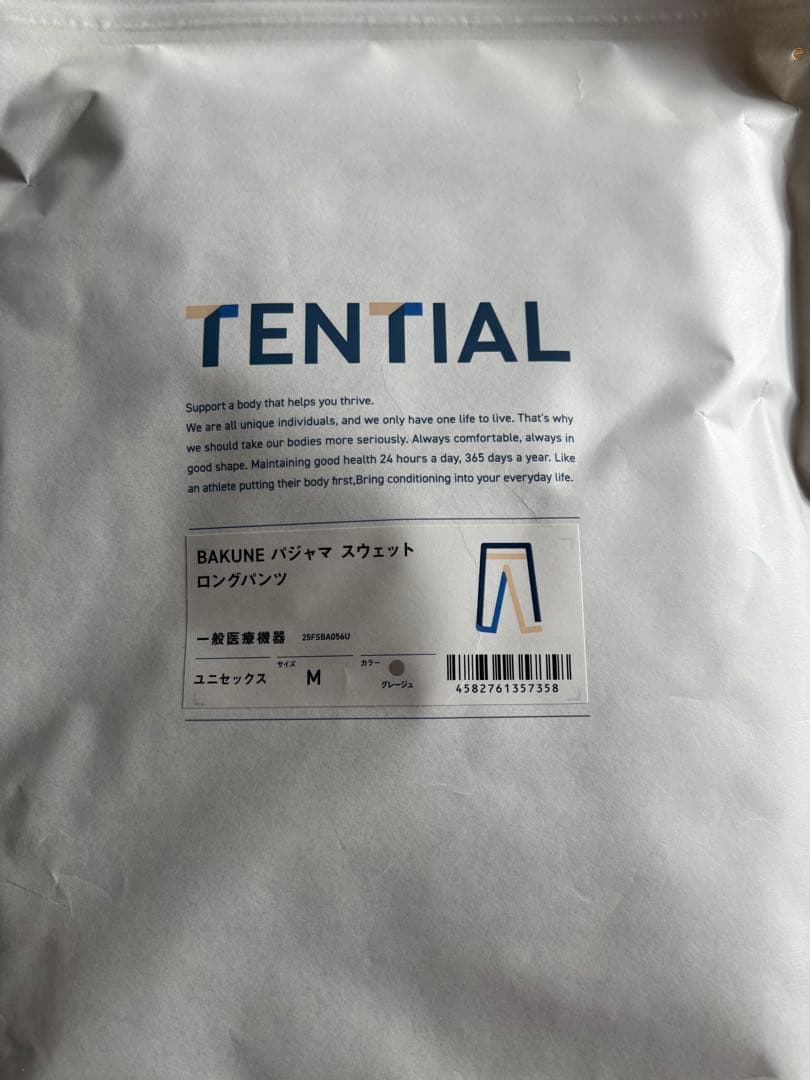 TENTIAL
Support a body that helps you thrive.
We are all unique individuals, and we only have one life to live. That's why
we should take our bodies more seriously. Always comfortable, always in
good shape. Maintaining good health 24 hours a day, 365 days a year. Like
an athlete putting their body first,Bring conditioning into your everyday life.
BAKUNE パジャマ スウェット
ロングパンツ
一般医療機器 25FSBA056U
ユニセックス
サイズ
M
カラー
グレージュ
4582761357358